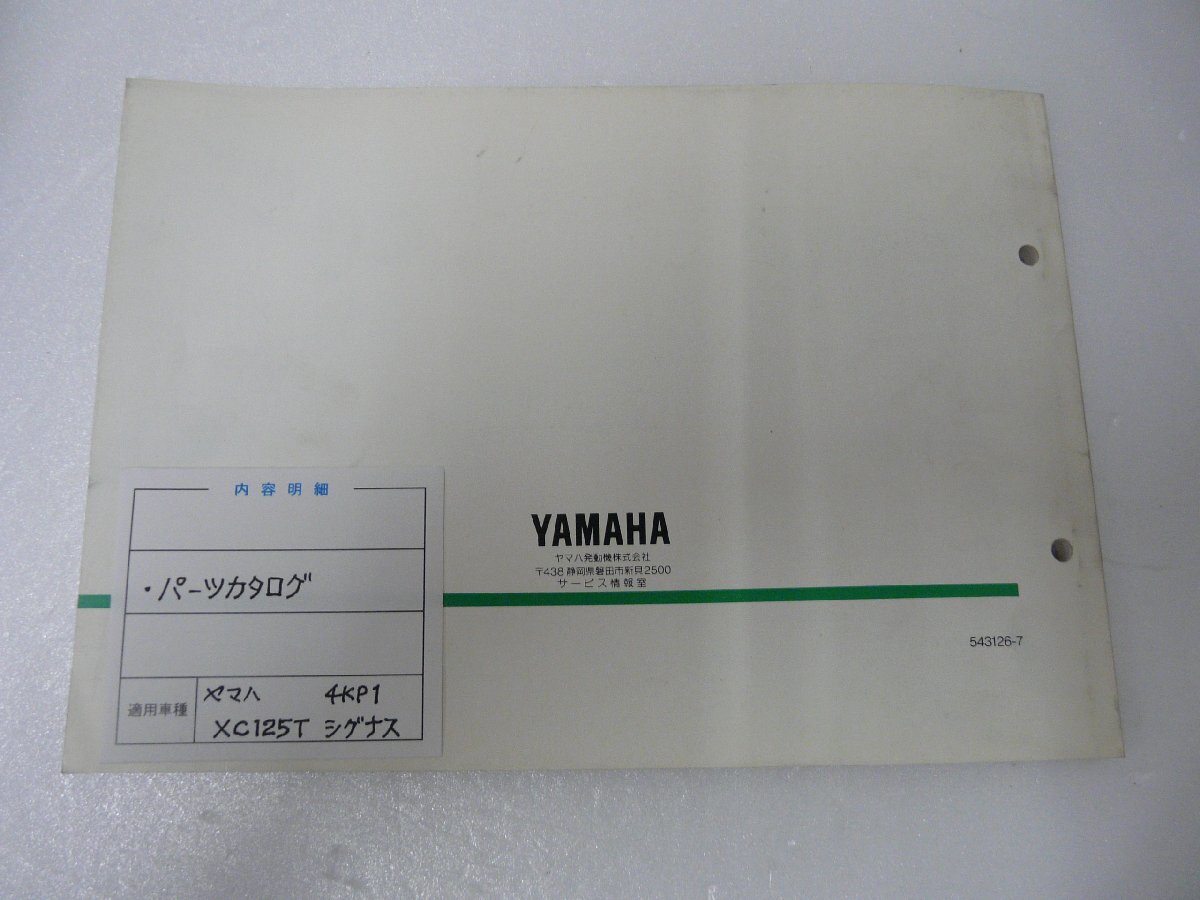 YAMAHA
ヤマハ発動機株式会社
〒438 静岡県磐田市新貝2500
サービス情報室
543126-7
内容明細
・パーツカタログ
適用車種
ヤマハ 4KP1
XC125T シグナス